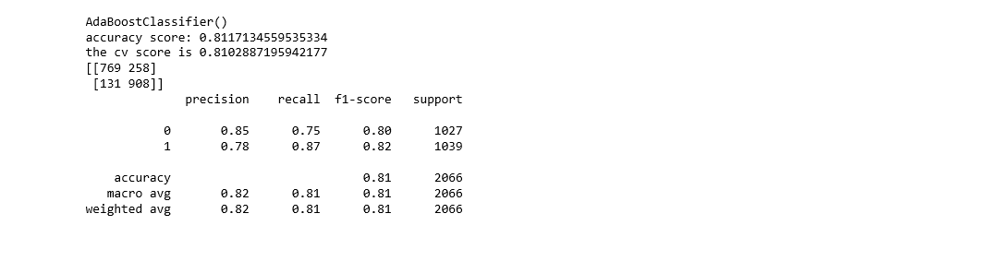 AdaBoostClassifier()
accuracy score: 0.8117134559535334
the cv score is 0.8102887195942177
[[769 258]
 [131 908]]
              precision    recall  f1-score   support

           0       0.85      0.75      0.80      1027
           1       0.78      0.87      0.82      1039

    accuracy                           0.81      2066
   macro avg       0.82      0.81      0.81      2066
weighted avg       0.82      0.81      0.81      2066